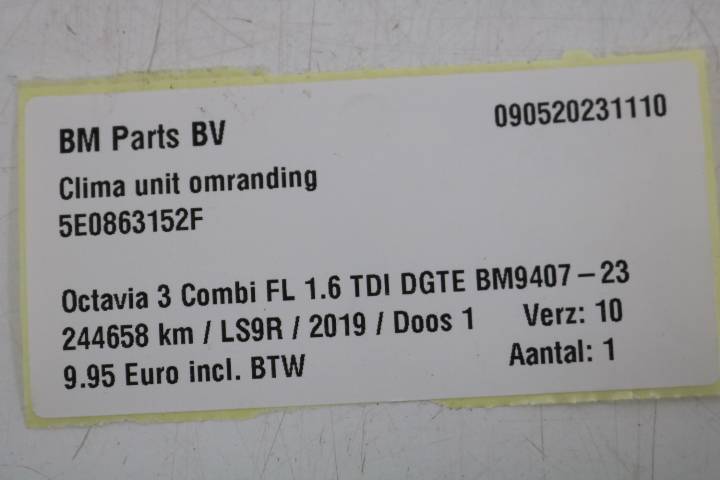 BM Parts BV 090520231110
Clima unit omranding
5E0863152F
Octavia 3 Combi FL 1.6 TDI DGTE BM9407 – 23
244658 km / LS9R / 2019 / Doos 1 Verz: 10
9.95 Euro incl. BTW Aantal: 1